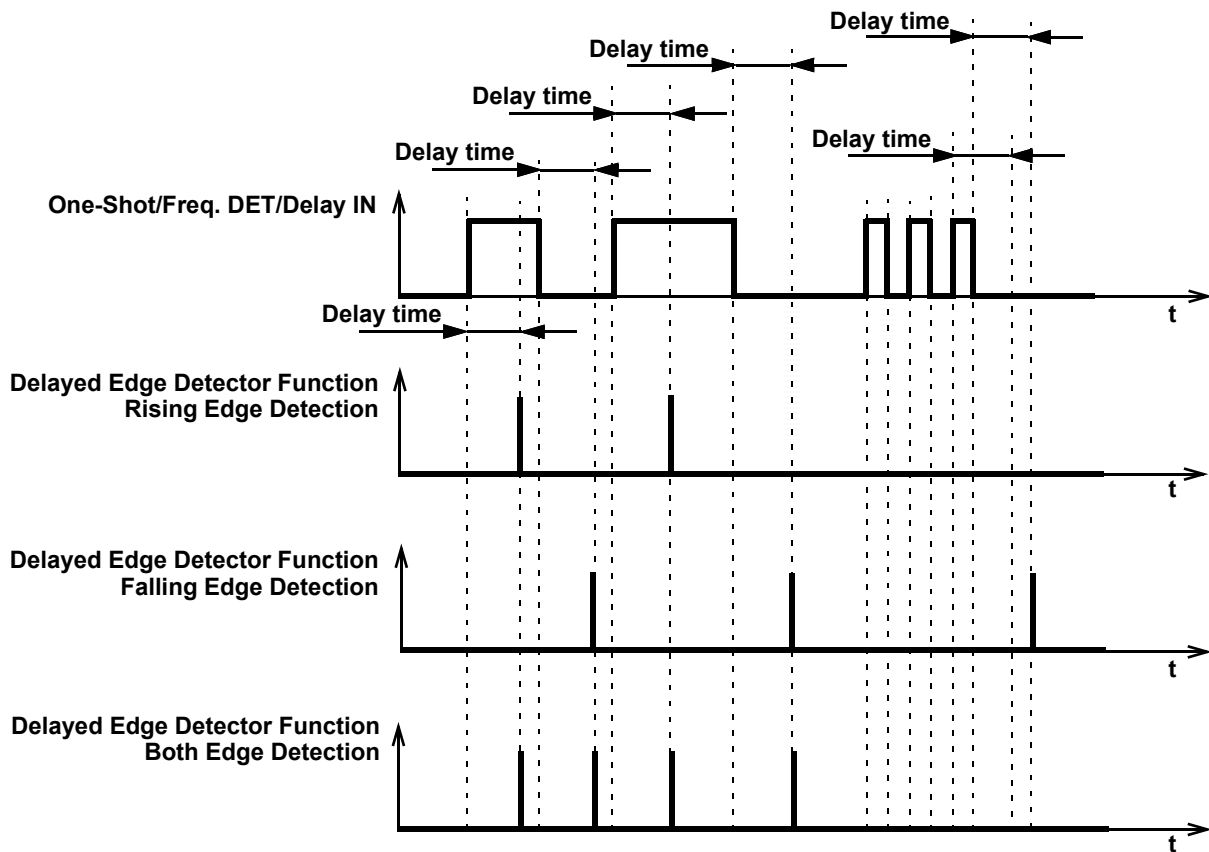 Delay time
Delay time
Delay time
Delay time
Delay time
One-Shot/Freq. DET/Delay IN
t
Delay time
Delayed Edge Detector Function
Rising Edge Detection
t
Delayed Edge Detector Function
Falling Edge Detection
t
Delayed Edge Detector Function
Both Edge Detection
t